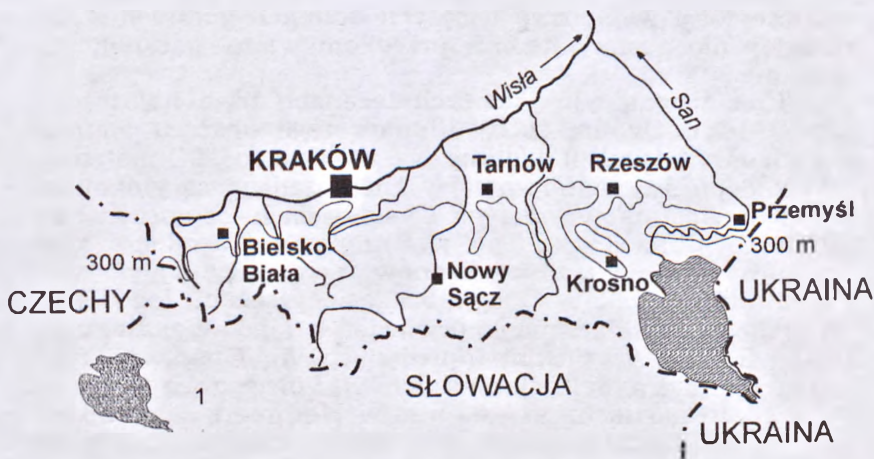 Wisła
San
KRAKÓW
Tarnów
Rzeszów
Przemyśl
300 m
Bielsko-
Biała
300 m
Nowy
Sącz
Krosno
CZECHY
UKRAINA
SŁOWACJA
1
UKRAINA